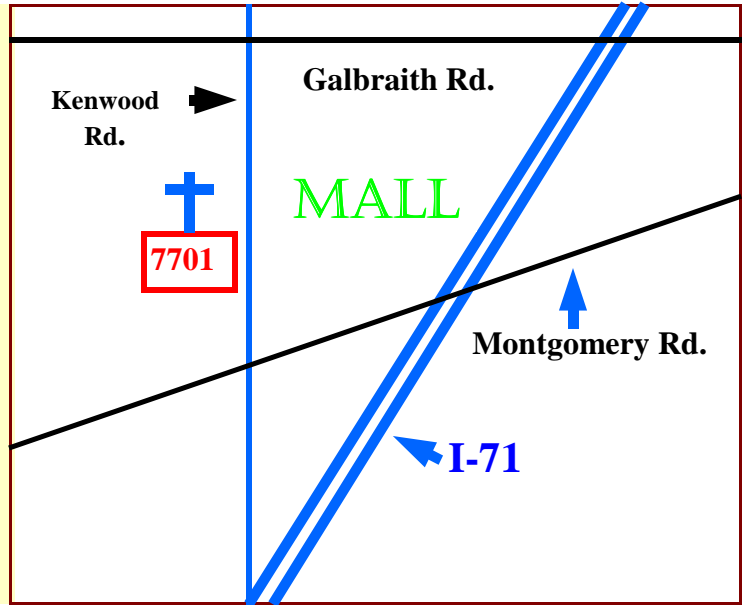 Galbraith Rd.
Kenwood
Rd.
MALL
7701
Montgomery Rd.
I-71